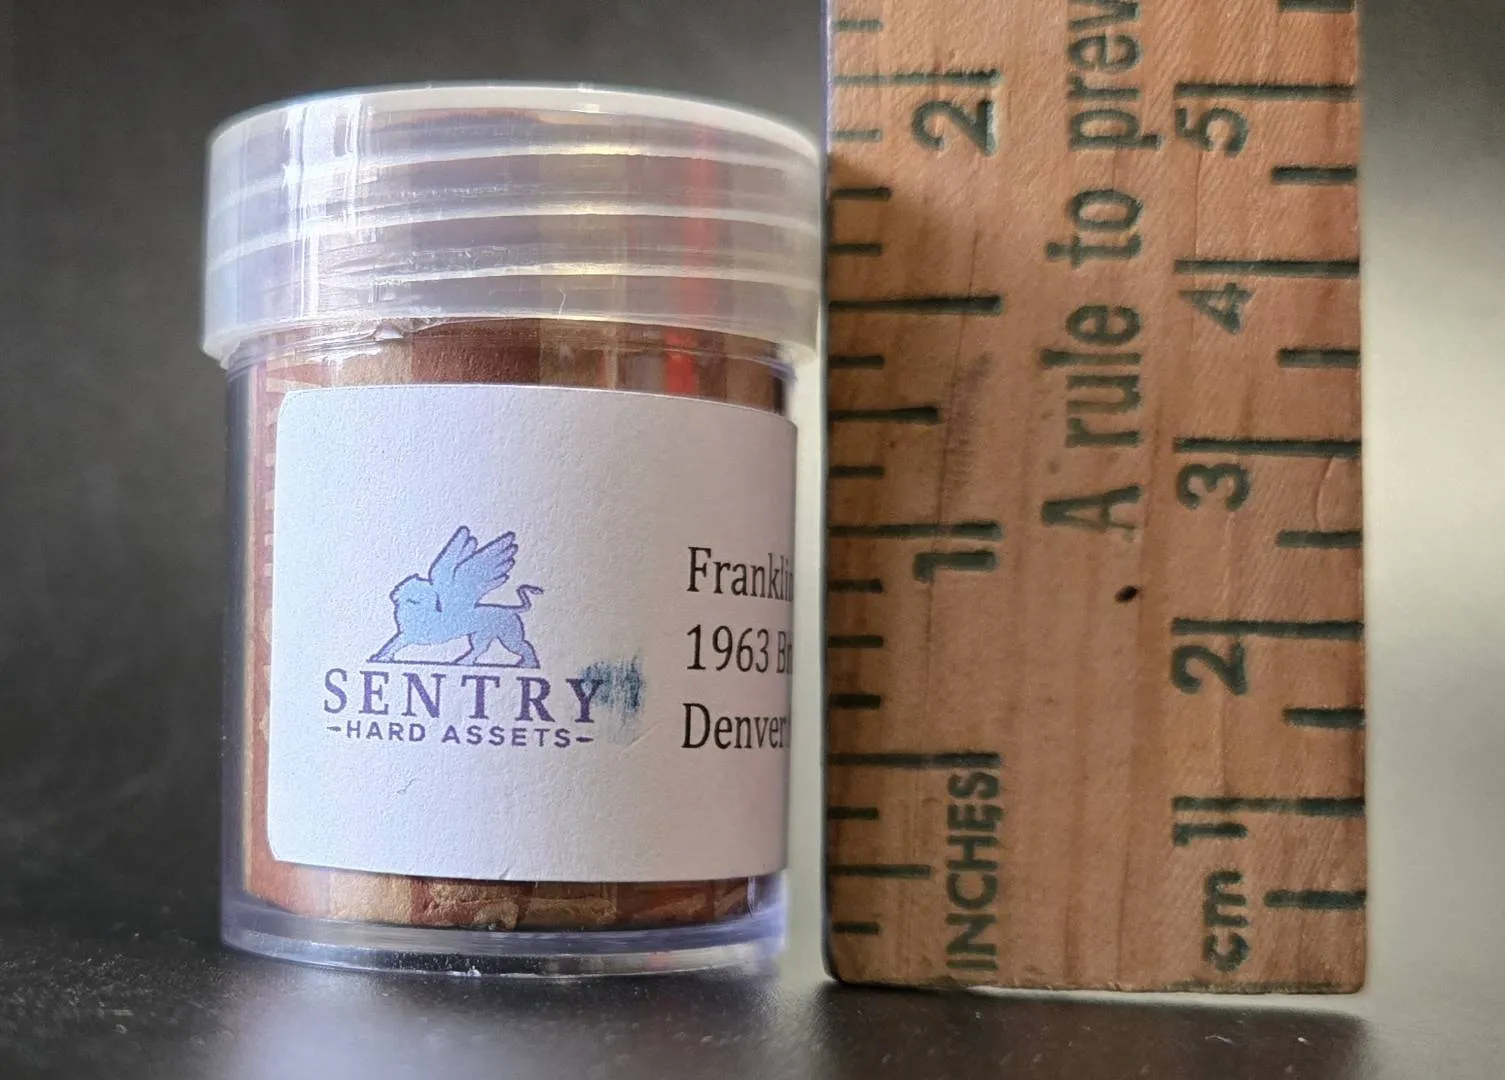 SENTRY
-HARD ASSETS-
Franklin
1963
Denver
2
1
INCHES
A rule to prev
5
4
3
2
1
cm